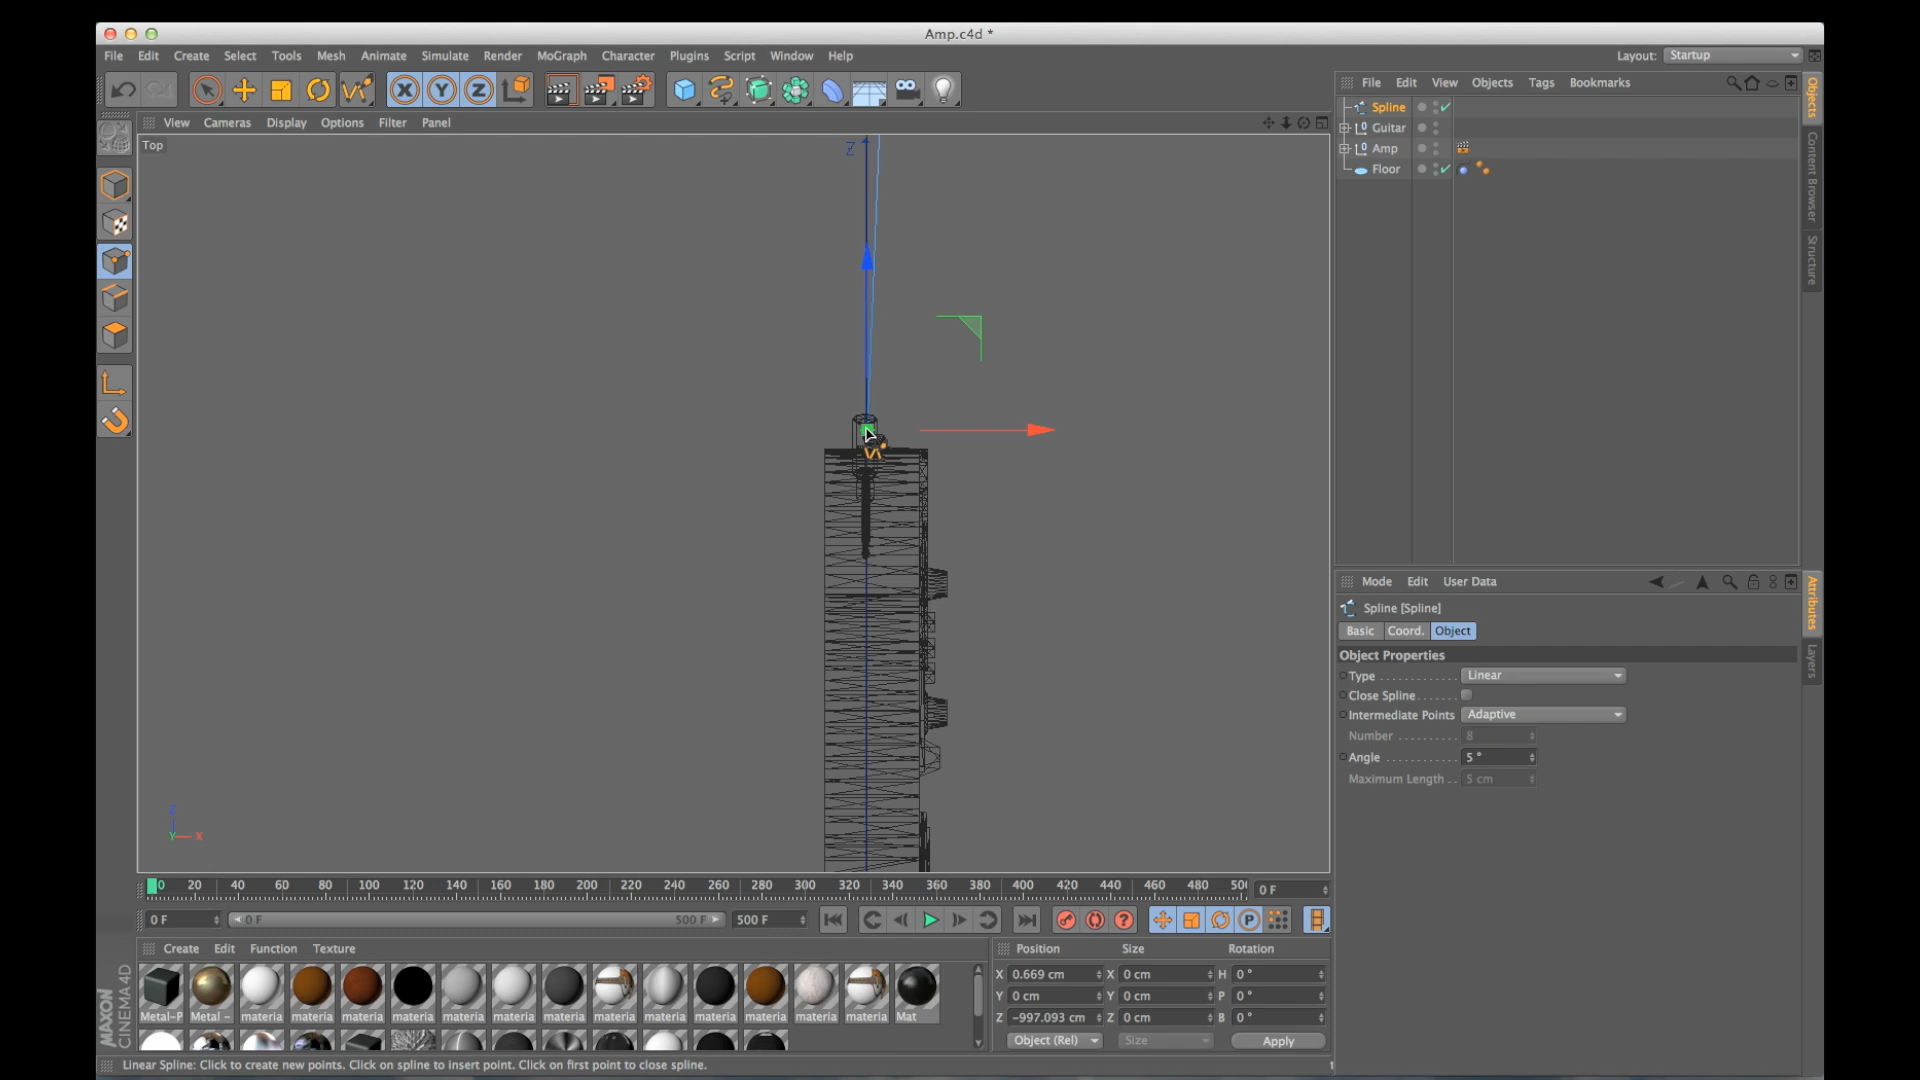 Amp.c4d *
File Edit Create Select Tools Mesh Animate Simulate Render MoGraph Character Plugins Script Window Help
Layout: Startup
File Edit View Objects Tags Bookmarks
View Cameras Display Options Filter Panel
Top
Z
Spline
Guitar
Amp
Floor
Objects
Content Browser
Structure
Mode Edit User Data
Spline [Spline]
Basic Coord. Object
Object Properties
Type Linear
Close Spline
Intermediate Points Adaptive
Number 8
Angle 5 °
Maximum Length 5 cm
Attributes
Layers
Z
Y X
0 20 40 60 80 100 120 140 160 180 200 220 240 260 280 300 320 340 360 380 400 420 440 460 480 50
0 F
0 F 0 F 500 F 500 F
Create Edit Function Texture
Metal-P Metal - materia materia materia materia materia materia materia materia materia materia materia materia materia Mat
Position Size Rotation
X 0.669 cm X 0 cm H 0 °
Y 0 cm Y 0 cm P 0 °
Z -997.093 cm Z 0 cm B 0 °
Object (Rel) Size Apply
MAXON
CINEMA 4D
Linear Spline: Click to create new points. Click on spline to insert point. Click on first point to close spline.